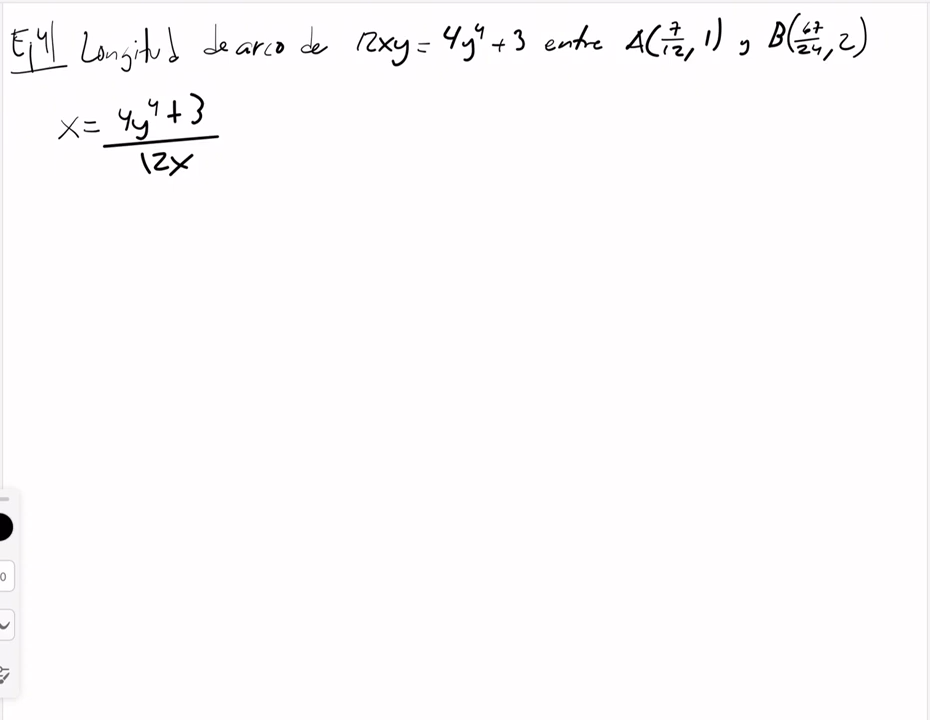 Ej 4| Longitud de arco de 12xy = 4y⁴ + 3 entre A(7/12, 1) y B(67/24, 2)
x = (4y⁴ + 3)/(12x)
0